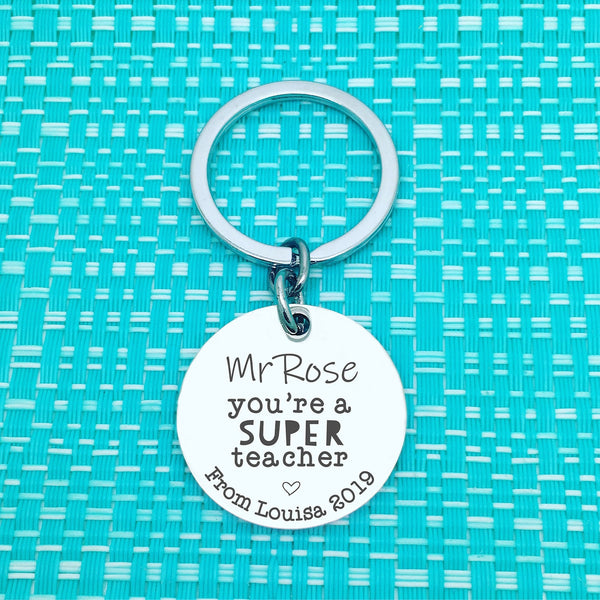 Mr Rose
you're a
SUPER
teacher
From Louisa 2019